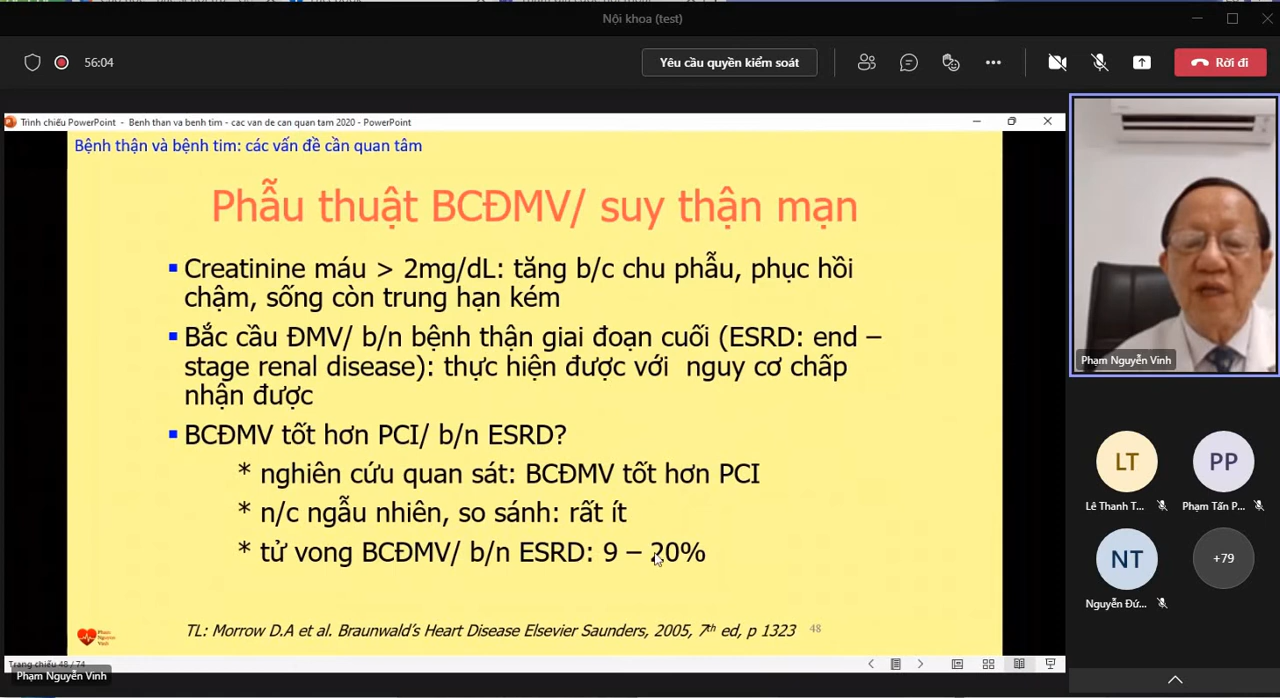 Nội khoa (test)
56:04
Yêu cầu quyền kiểm soát
Rời đi
Trình chiếu PowerPoint - Benh than va benh tim - cac van de can quan tam 2020 - PowerPoint
Bệnh thận và bệnh tim: các vấn đề cần quan tâm
Phẫu thuật BCĐMV/ suy thận mạn
Creatinine máu > 2mg/dL: tăng b/c chu phẫu, phục hồi
chậm, sống còn trung hạn kém
Bắc cầu ĐMV/ b/n bệnh thận giai đoạn cuối (ESRD: end –
stage renal disease): thực hiện được với nguy cơ chấp
nhận được
BCĐMV tốt hơn PCI/ b/n ESRD?
* nghiên cứu quan sát: BCĐMV tốt hơn PCI
* n/c ngẫu nhiên, so sánh: rất ít
* tử vong BCĐMV/ b/n ESRD: 9 – 20%
Phạm Nguyễn Vinh
TL: Morrow D.A et al. Braunwald's Heart Disease Elsevier Saunders, 2005, 7th ed, p 1323
48
Trang chiếu 48 / 74
Phạm Nguyễn Vinh
Phạm Nguyễn Vinh
LT
PP
Lê Thanh T...
Phạm Tấn P...
NT
+79
Nguyễn Đứ...